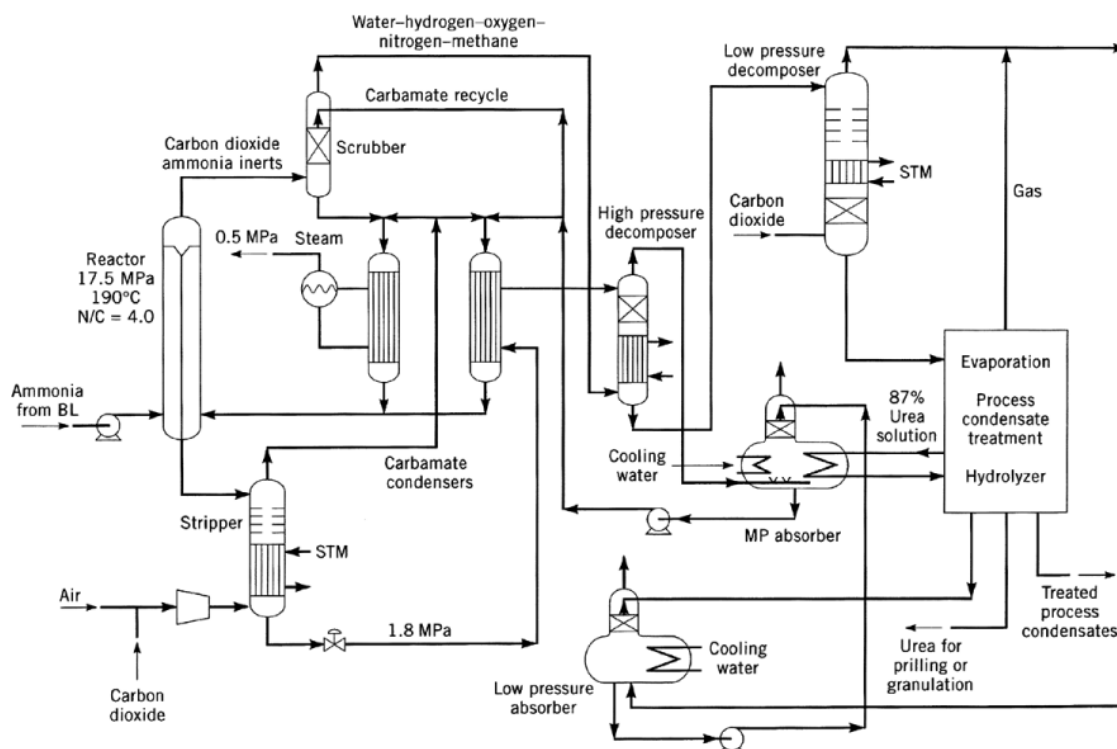 Water–hydrogen–oxygen–
nitrogen–methane
Low pressure
decomposer
Carbamate recycle
Scrubber
Carbon dioxide
ammonia inerts
STM
Gas
High pressure
decomposer
Carbon
dioxide
0.5 MPa
Steam
Reactor
17.5 MPa
190°C
N/C = 4.0
Evaporation
Process
condensate
treatment
Hydrolyzer
87%
Urea
solution
Ammonia
from BL
Cooling
water
Carbamate
condensers
Stripper
STM
MP absorber
Air
1.8 MPa
Treated
process
condensates
Cooling
water
Urea for
prilling or
granulation
Low pressure
absorber
Carbon
dioxide